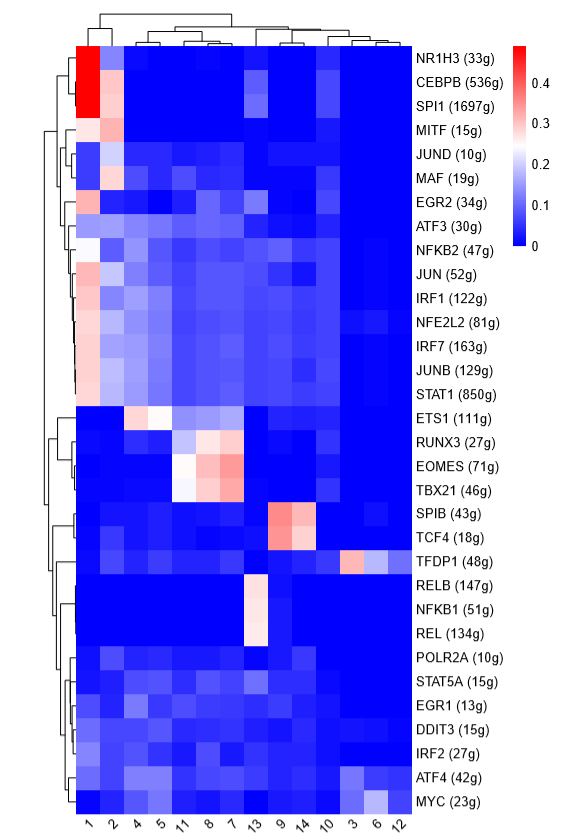 NR1H3 (33g)
CEBPB (536g)
SPI1 (1697g)
MITF (15g)
JUND (10g)
MAF (19g)
EGR2 (34g)
ATF3 (30g)
NFKB2 (47g)
JUN (52g)
IRF1 (122g)
NFE2L2 (81g)
IRF7 (163g)
JUNB (129g)
STAT1 (850g)
ETS1 (111g)
RUNX3 (27g)
EOMES (71g)
TBX21 (46g)
SPIB (43g)
TCF4 (18g)
TFDP1 (48g)
RELB (147g)
NFKB1 (51g)
REL (134g)
POLR2A (10g)
STAT5A (15g)
EGR1 (13g)
DDIT3 (15g)
IRF2 (27g)
ATF4 (42g)
MYC (23g)
1 2 4 5 11 8 7 13 9 14 10 3 6 12
0.4
0.3
0.2
0.1
0